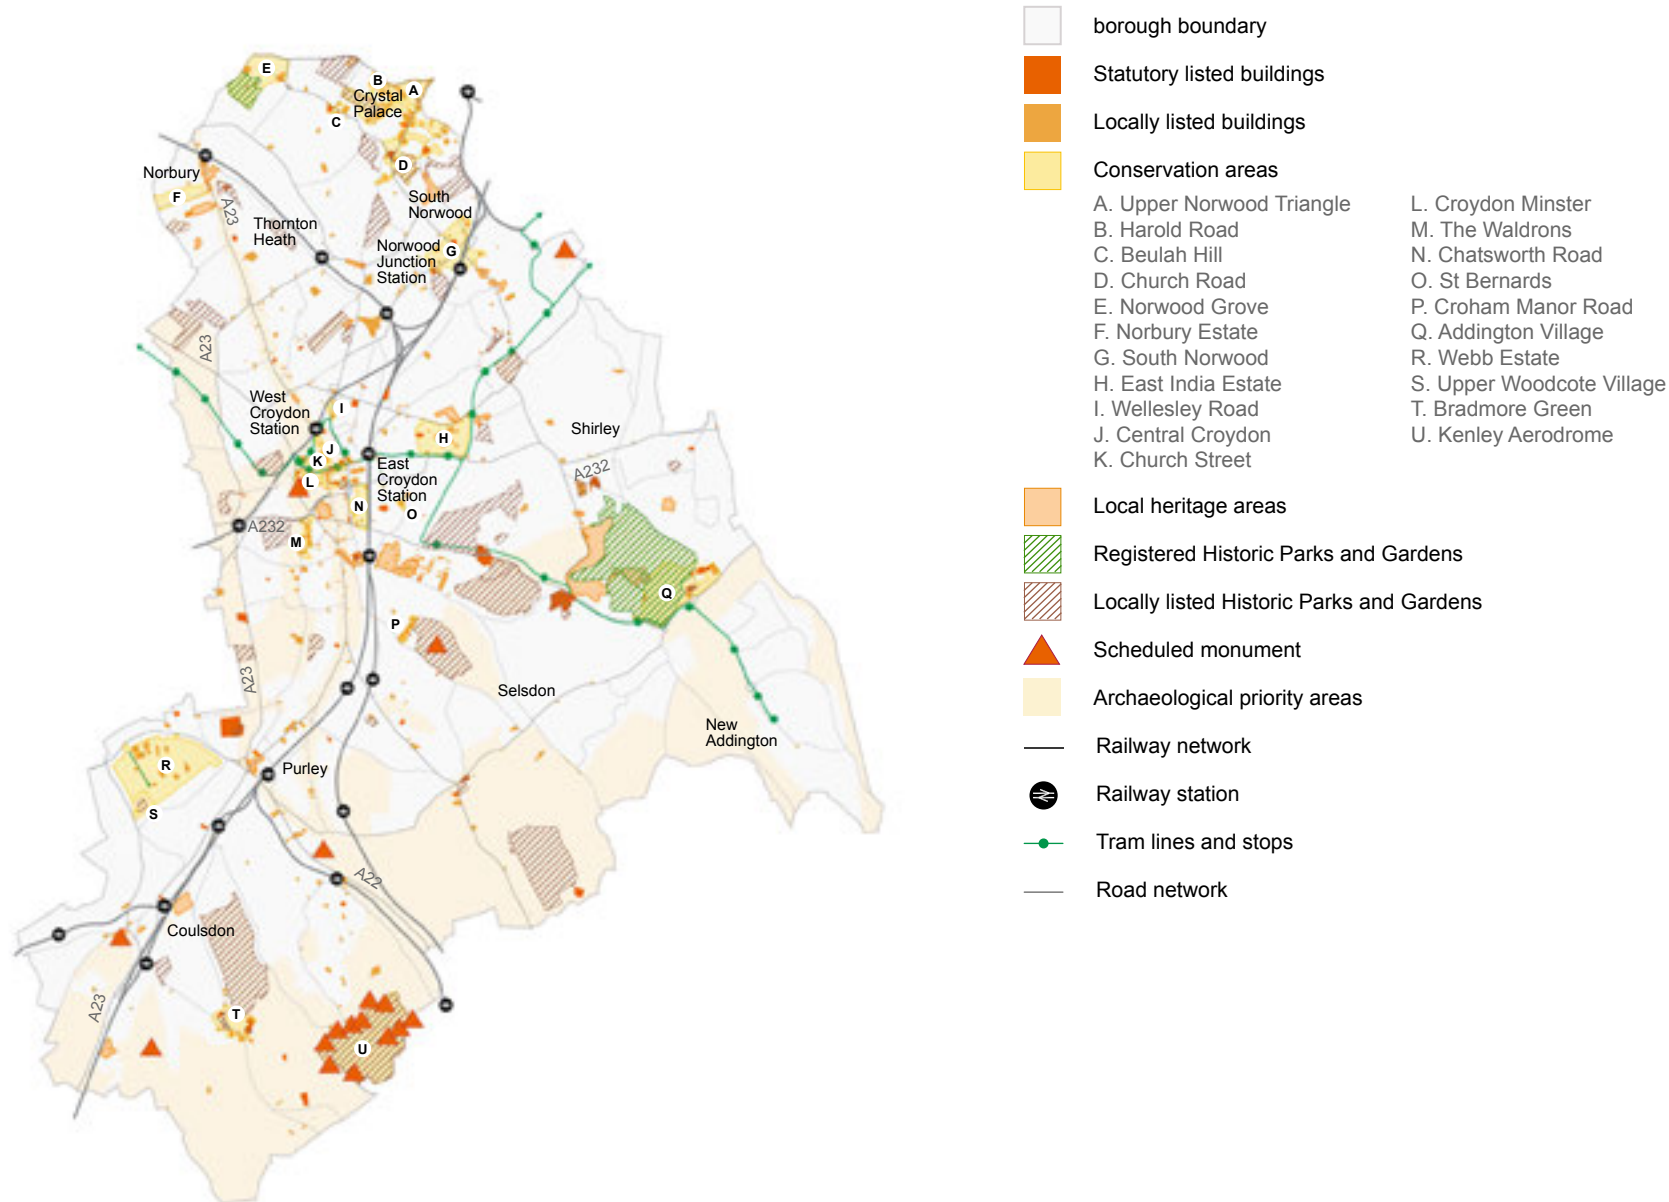 E
B
A
Crystal
Palace
C
D
Norbury
F
A23
South
Norwood
Thornton
Heath
Norwood
Junction
Station
G
A23
West
Croydon
Station
I
H
Shirley
J
K
East
Croydon
Station
A232
L
N
O
A232
M
Q
P
A23
Selsdon
New
Addington
R
Purley
S
A22
Coulsdon
A23
T
U
borough boundary
Statutory listed buildings
Locally listed buildings
Conservation areas
A. Upper Norwood Triangle
B. Harold Road
C. Beulah Hill
D. Church Road
E. Norwood Grove
F. Norbury Estate
G. South Norwood
H. East India Estate
I. Wellesley Road
J. Central Croydon
K. Church Street
L. Croydon Minster
M. The Waldrons
N. Chatsworth Road
O. St Bernards
P. Croham Manor Road
Q. Addington Village
R. Webb Estate
S. Upper Woodcote Village
T. Bradmore Green
U. Kenley Aerodrome
Local heritage areas
Registered Historic Parks and Gardens
Locally listed Historic Parks and Gardens
Scheduled monument
Archaeological priority areas
Railway network
Railway station
Tram lines and stops
Road network